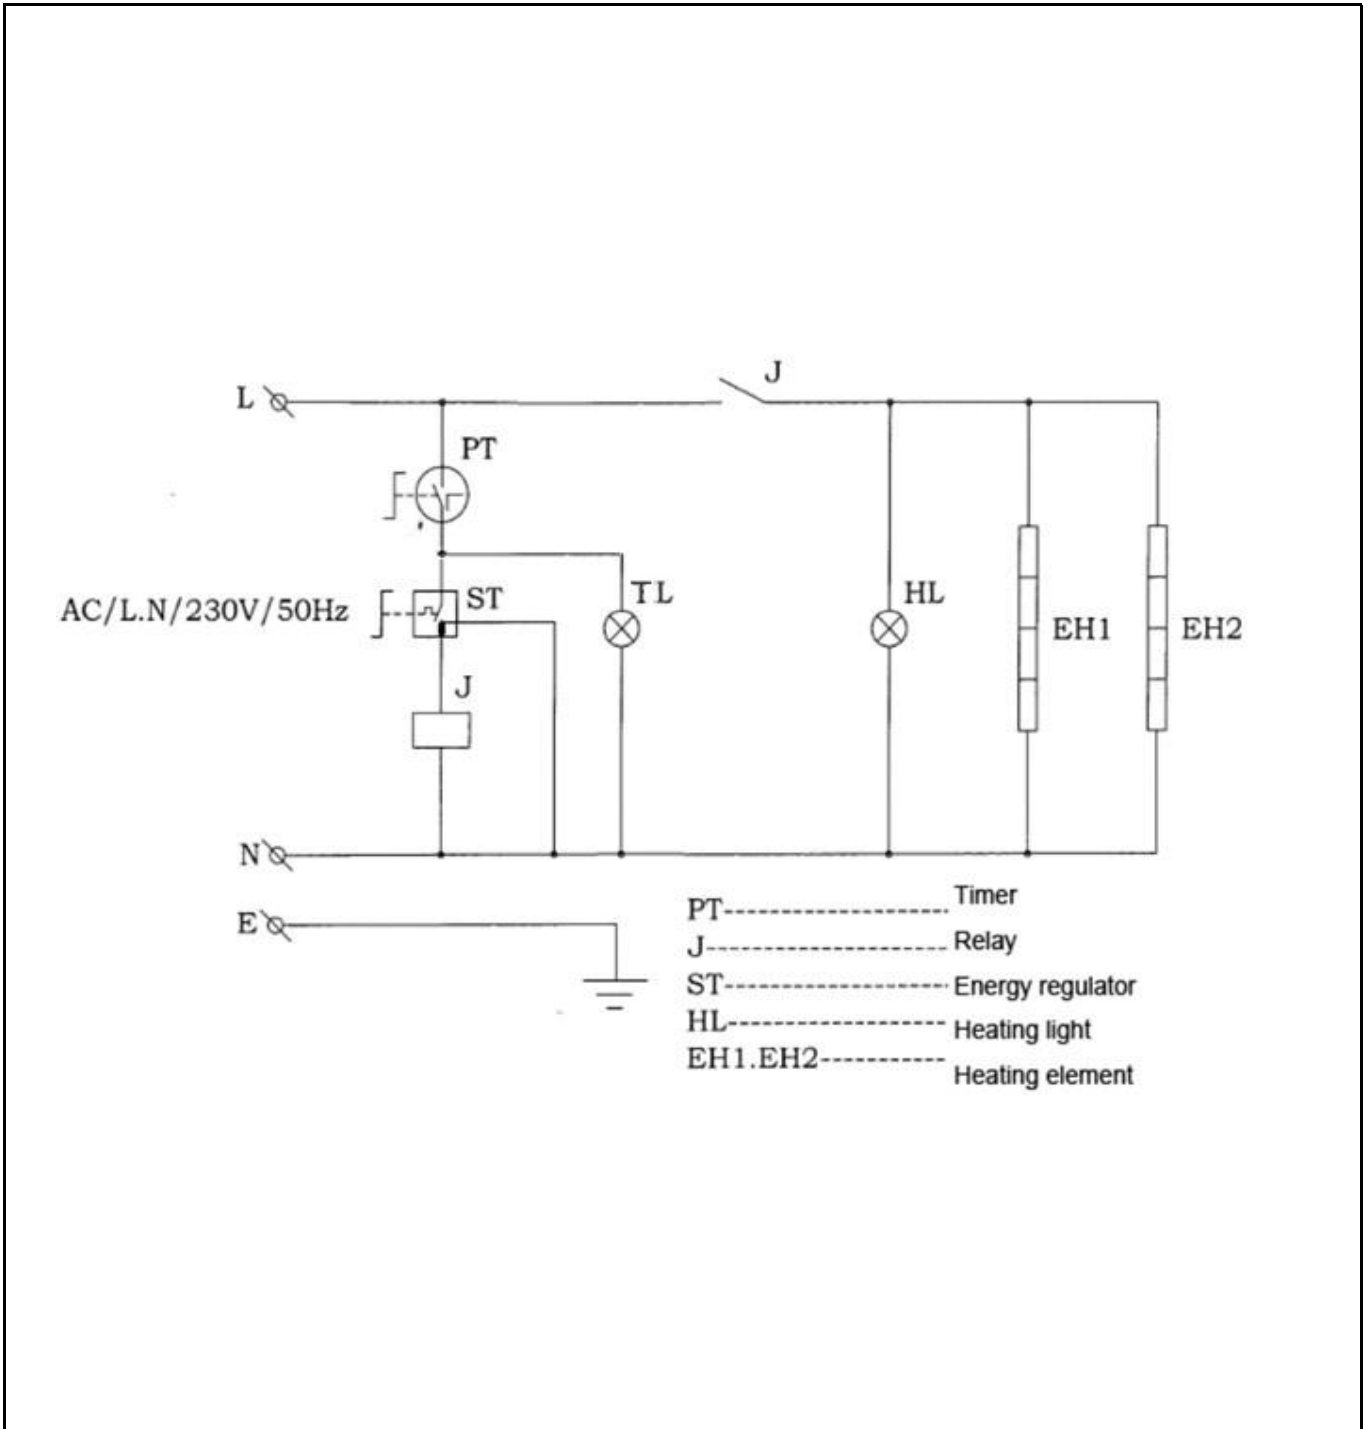 J
L
PT
AC/L.N/230V/50Hz
ST
TL
HL
EH1
EH2
J
N
E
PT Timer
J Relay
ST Energy regulator
HL Heating light
EH1.EH2 Heating element